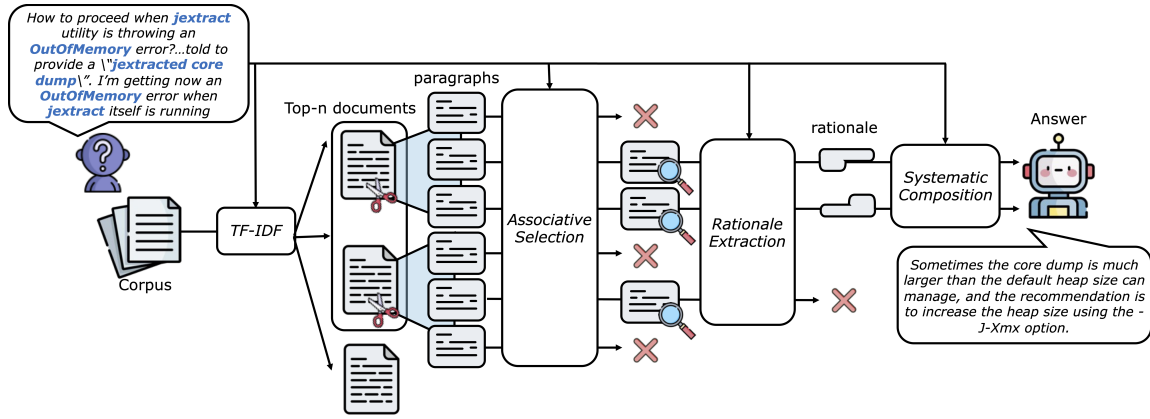 How to proceed when jextract
utility is throwing an
OutOfMemory error?...told to
provide a \"jextracted core
dump\". I'm getting now an
OutOfMemory error when
jextract itself is running
paragraphs
Top-n documents
rationale
Answer
TF-IDF
Associative
Selection
Rationale
Extraction
Systematic
Composition
Corpus
Sometimes the core dump is much
larger than the default heap size can
manage, and the recommendation is
to increase the heap size using the -
J-Xmx option.